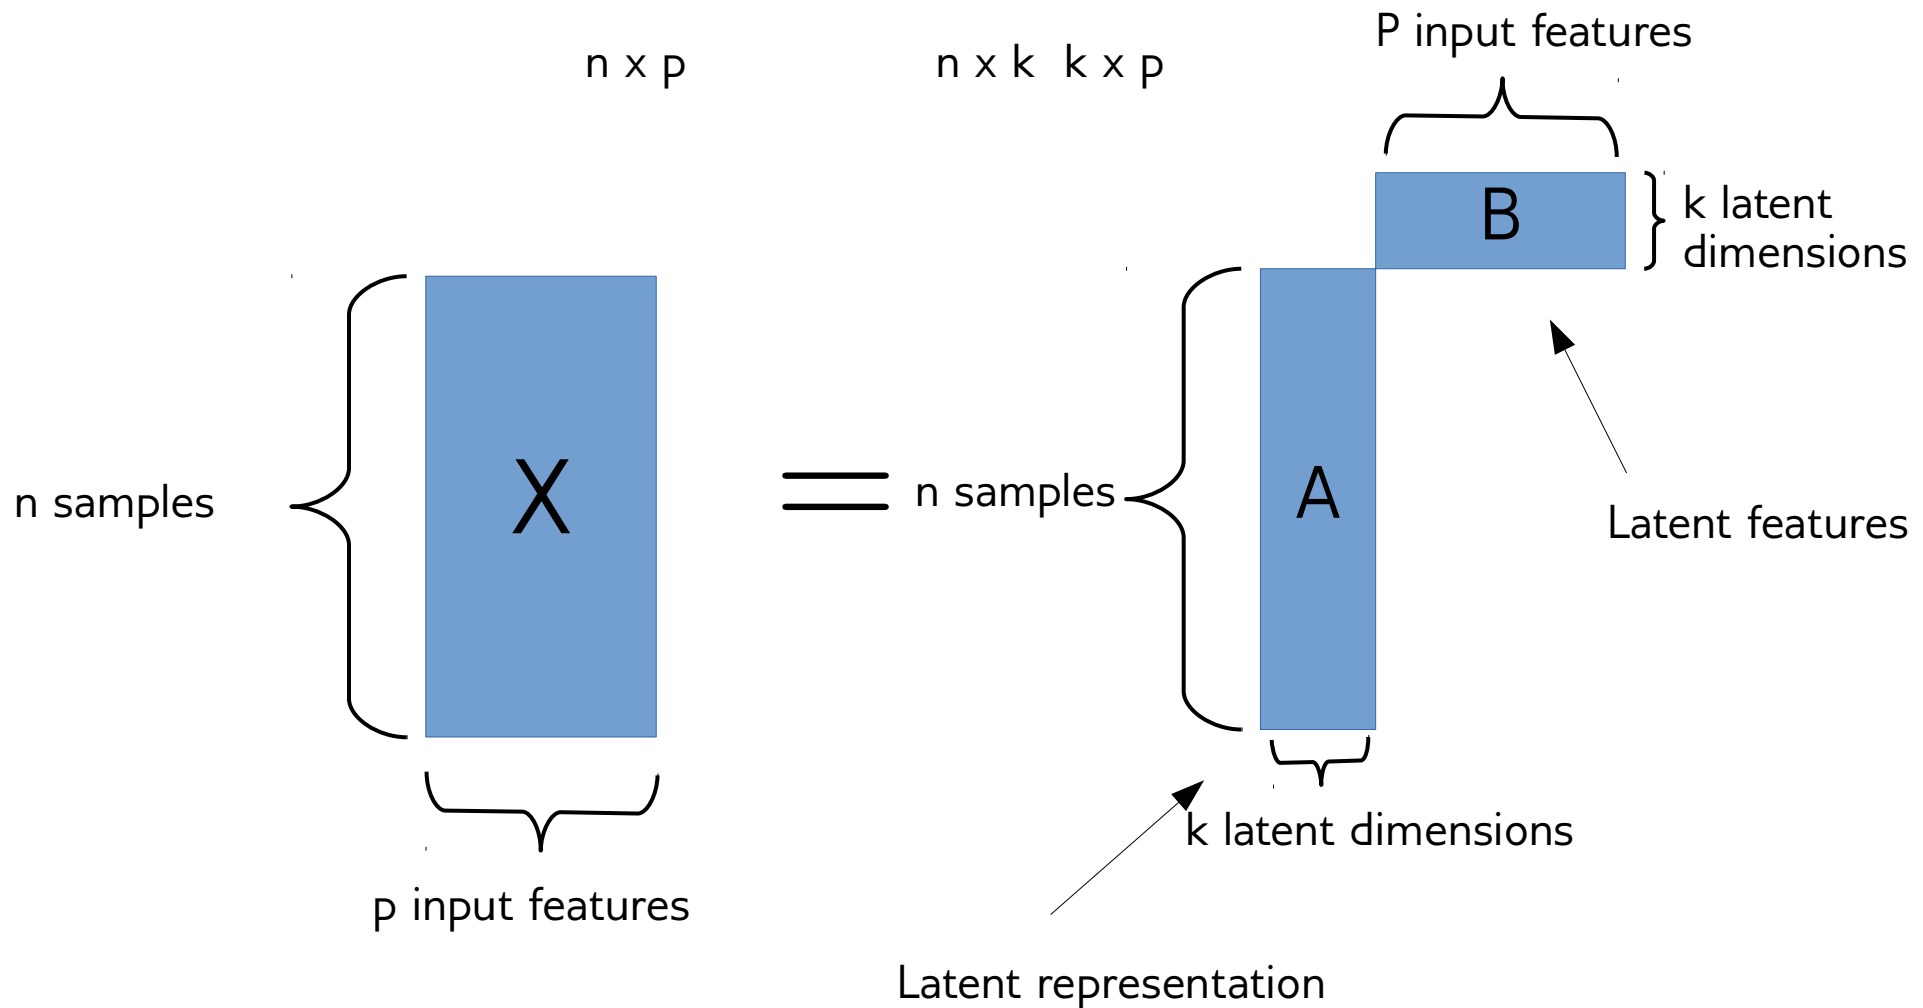 P input features
n x p
n x k k x p
B
k latent
dimensions
X
A
n samples
n samples
Latent features
k latent dimensions
p input features
Latent representation